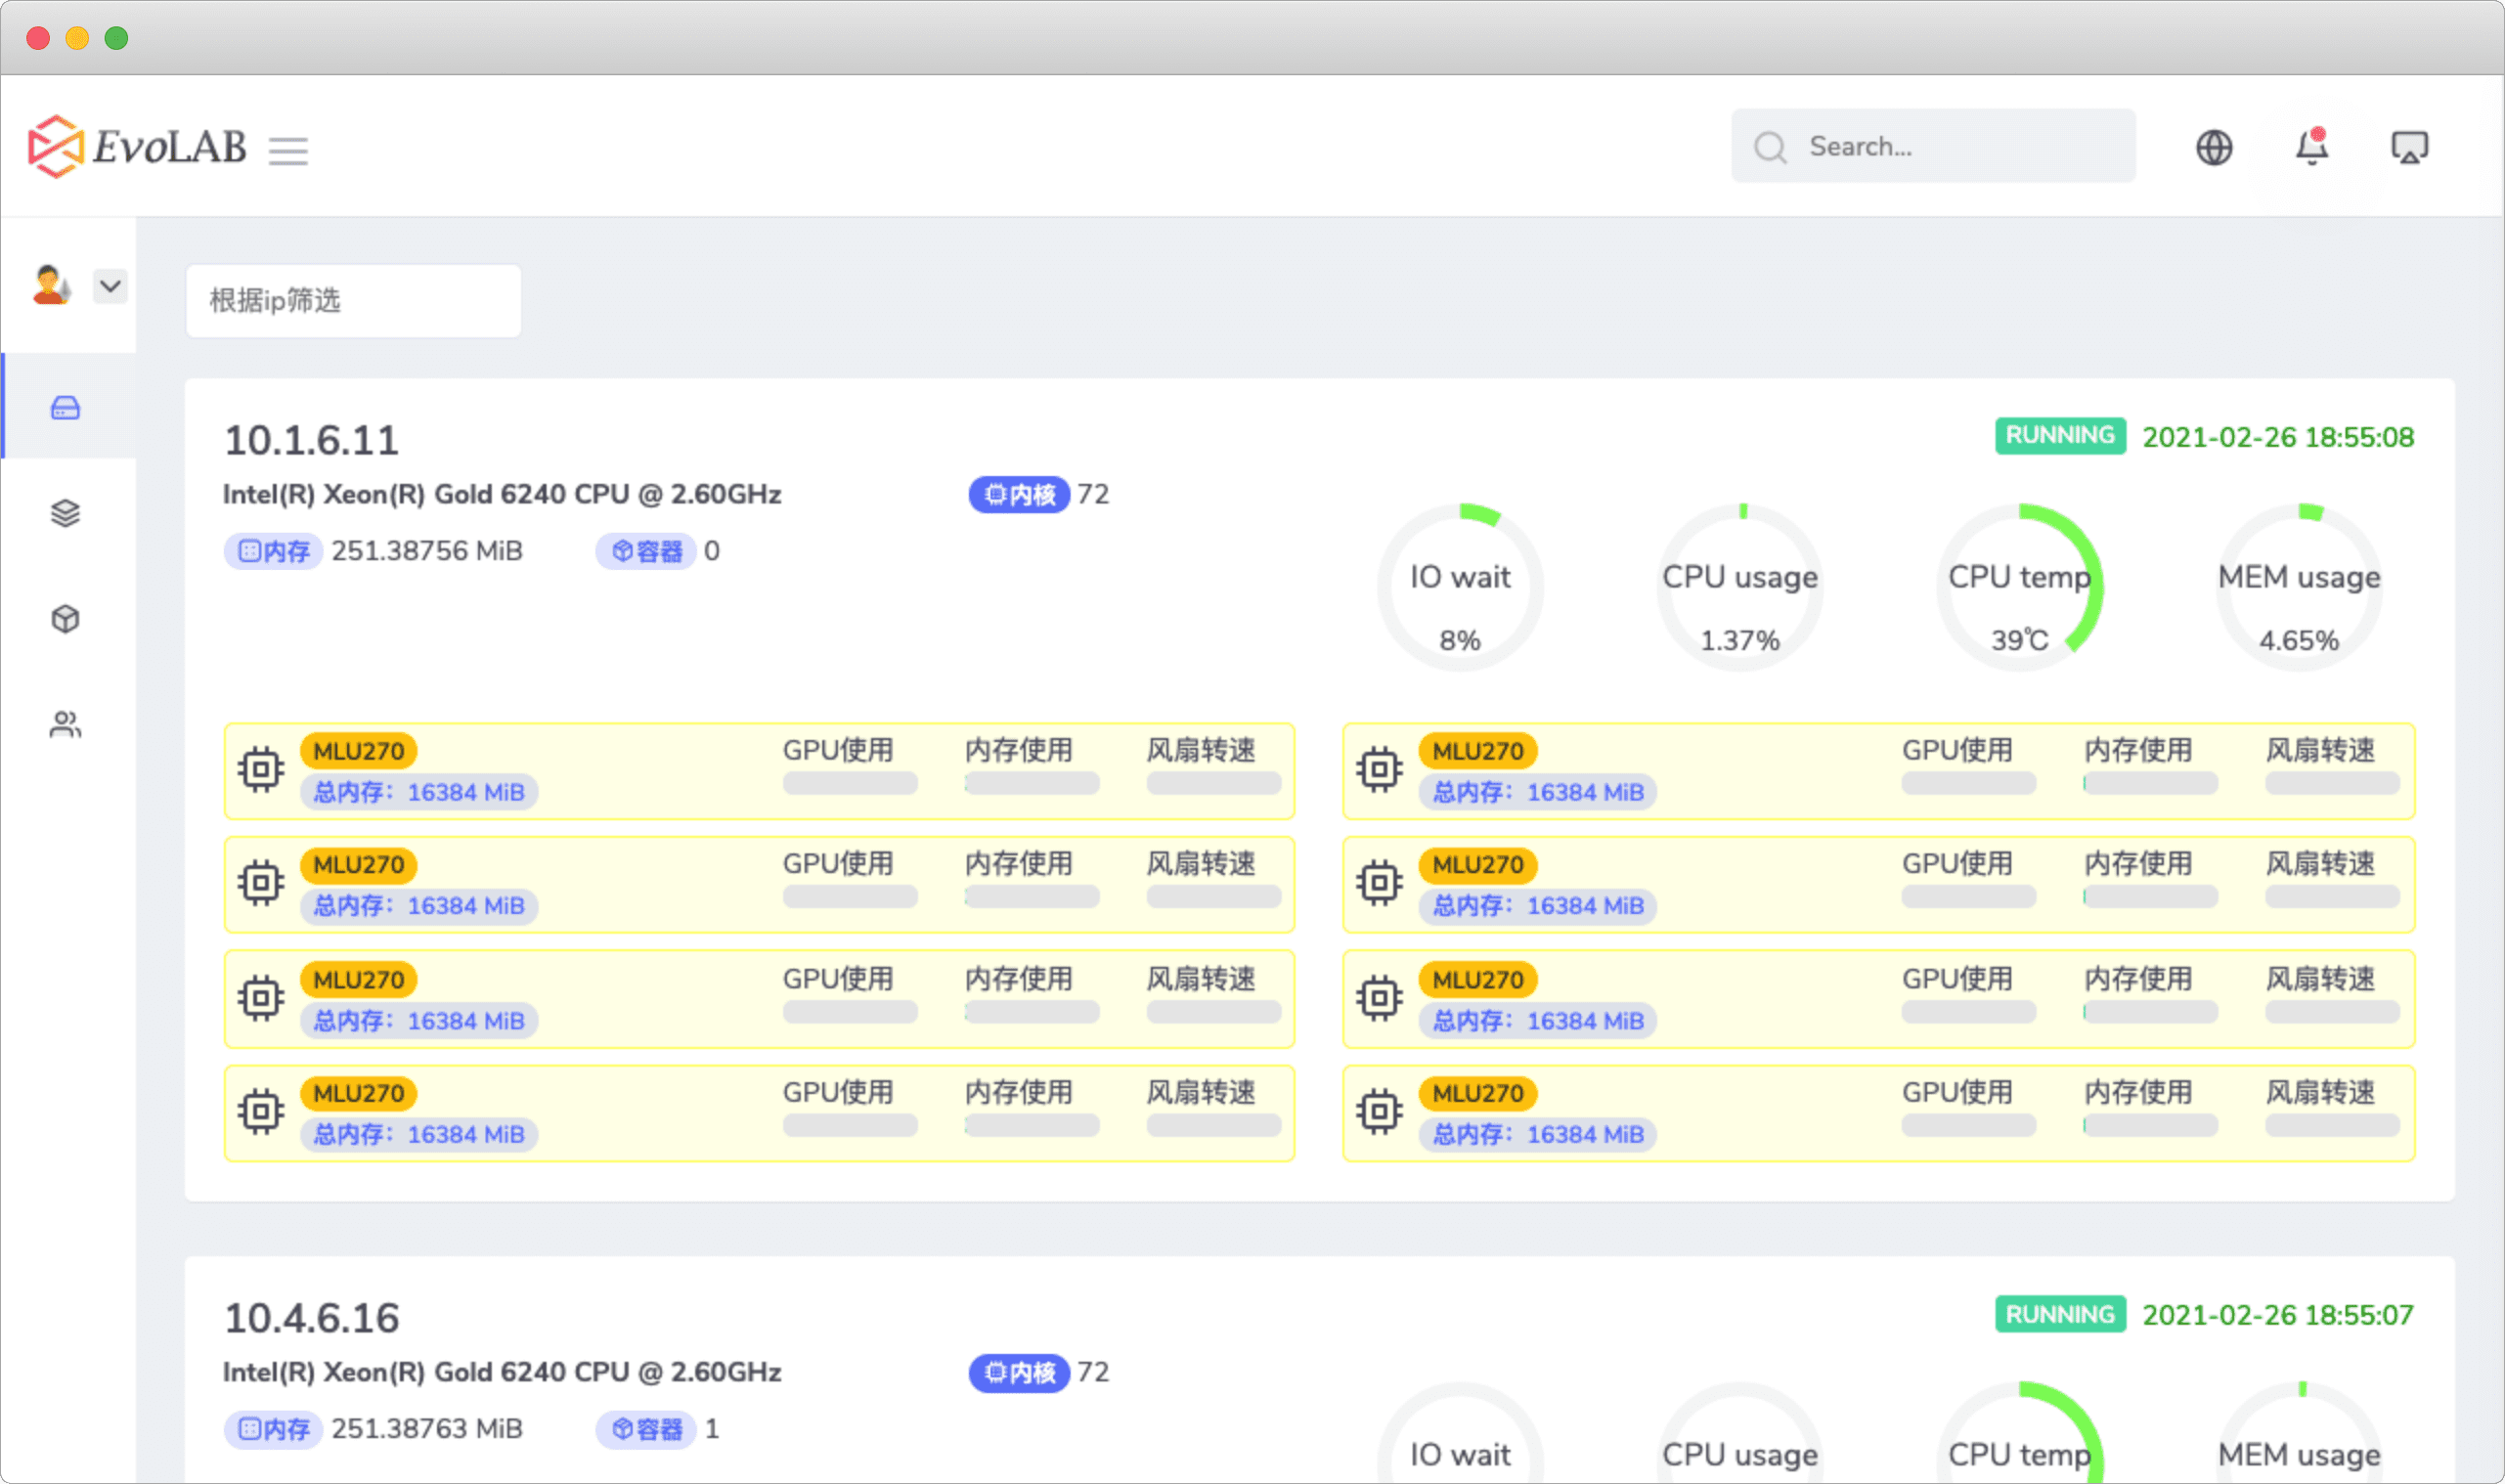 EvoLAB
Search...
根据ip筛选
10.1.6.11
RUNNING 2021-02-26 18:55:08
Intel(R) Xeon(R) Gold 6240 CPU @ 2.60GHz
内核 72
内存 251.38756 MiB
容器 0
IO wait
8%
CPU usage
1.37%
CPU temp
39℃
MEM usage
4.65%
MLU270
总内存: 16384 MiB
GPU使用
内存使用
风扇转速
MLU270
总内存: 16384 MiB
GPU使用
内存使用
风扇转速
MLU270
总内存: 16384 MiB
GPU使用
内存使用
风扇转速
MLU270
总内存: 16384 MiB
GPU使用
内存使用
风扇转速
MLU270
总内存: 16384 MiB
GPU使用
内存使用
风扇转速
MLU270
总内存: 16384 MiB
GPU使用
内存使用
风扇转速
MLU270
总内存: 16384 MiB
GPU使用
内存使用
风扇转速
MLU270
总内存: 16384 MiB
GPU使用
内存使用
风扇转速
10.4.6.16
RUNNING 2021-02-26 18:55:07
Intel(R) Xeon(R) Gold 6240 CPU @ 2.60GHz
内核 72
内存 251.38763 MiB
容器 1
IO wait
CPU usage
CPU temp
MEM usage